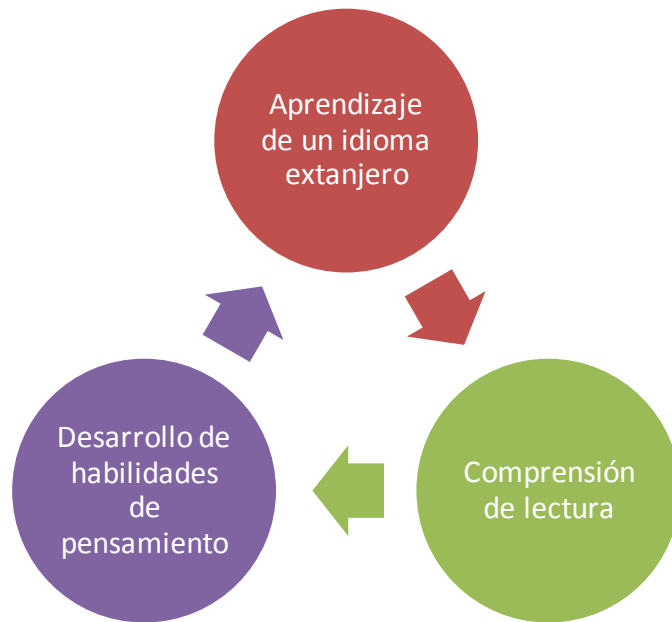 Aprendizaje
de un idioma
extanjero
Desarrollo de
habilidades
de
pensamiento
Comprensión
de lectura